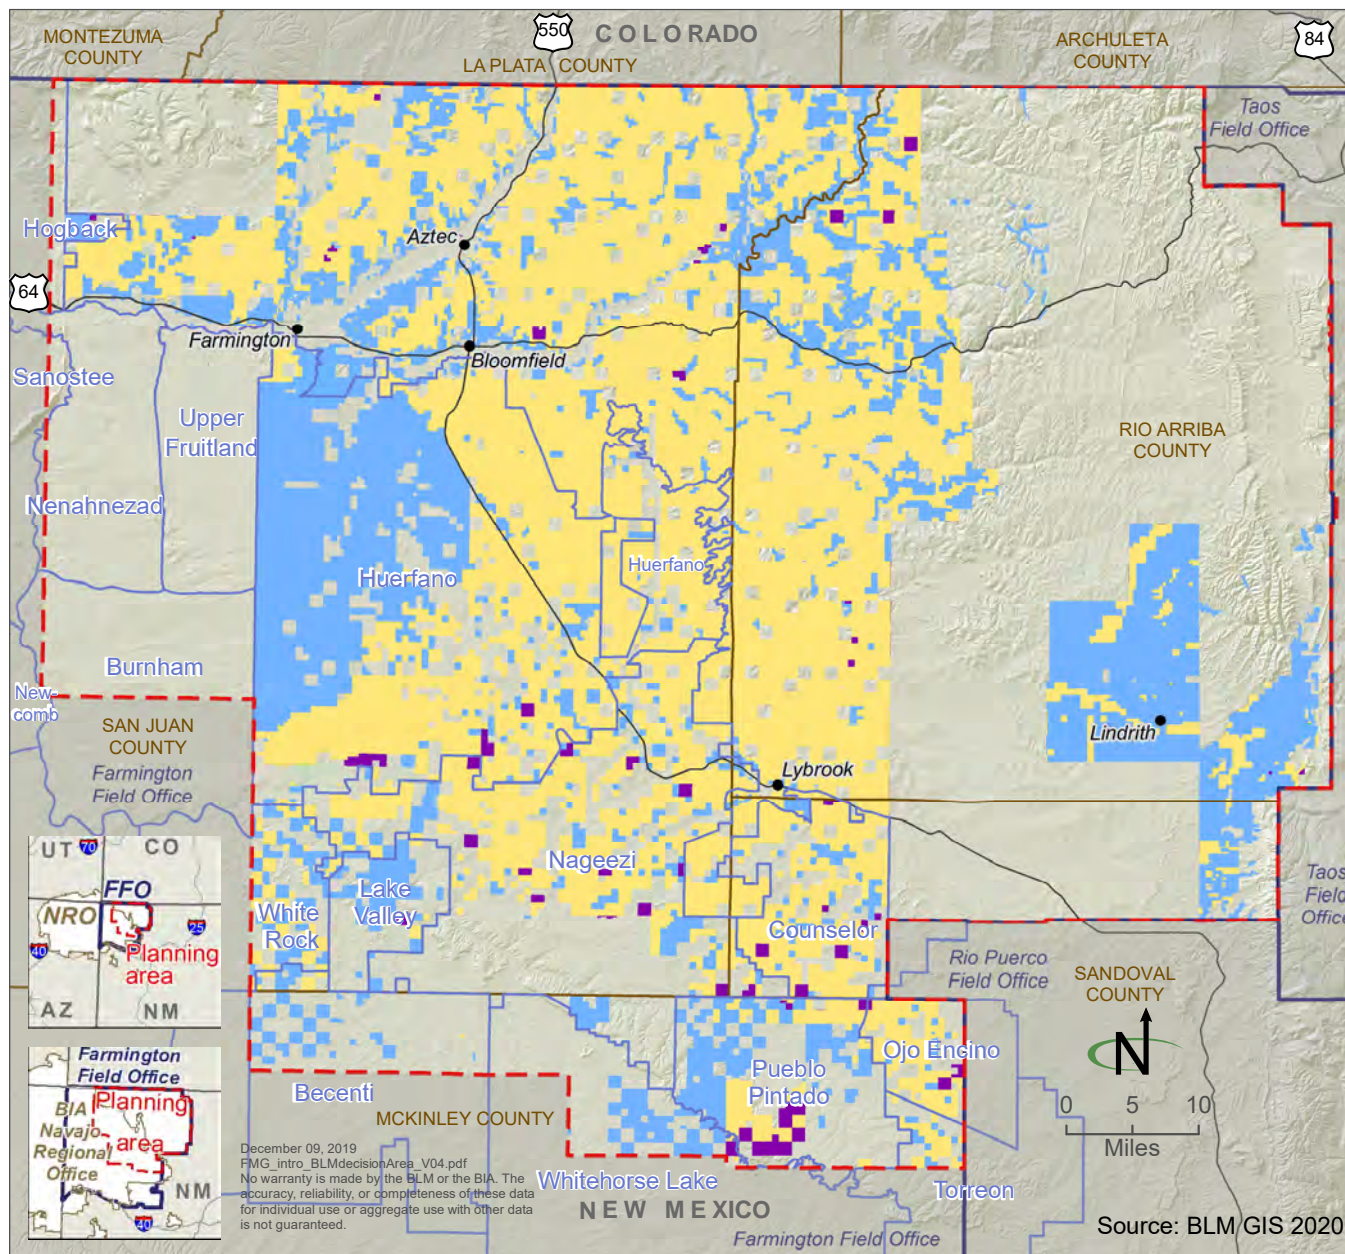 MONTEZUMA
COUNTY
550
COLORADO
LA PLATA COUNTY
ARCHULETA
COUNTY
84
Taos
Field Office
Hogback
Aztec
64
Farmington
Bloomfield
Sanostee
Upper
Fruitland
RIO ARRIBA
COUNTY
Nenahnezad
Huerfano
Huerfano
Burnham
New-
comb
SAN JUAN
COUNTY
Farmington
Field Office
Lindrith
Lybrook
Nageezi
Lake
Valley
White
Rock
Counselor
Taos
Field
Office
Rio Puerco
Field Office
SANDOVAL
COUNTY
N
0 5 10
Miles
UT 70 CO
FFO
NRO
25
40
Planning
area
AZ NM
Ojo Encino
Pueblo
Pintado
Becenti
MCKINLEY COUNTY
Farmington
Field Office
Planning
area
BIA
Navajo
Regional
Office
NM
40
December 09, 2019
FMG_intro_BLMdecisionArea_V04.pdf
No warranty is made by the BLM or the BIA. The
accuracy, reliability, or completeness of these data
for individual use or aggregate use with other data
is not guaranteed.
Whitehorse Lake
NEW MEXICO
Torreon
Farmington Field Office
Source: BLM GIS 2020